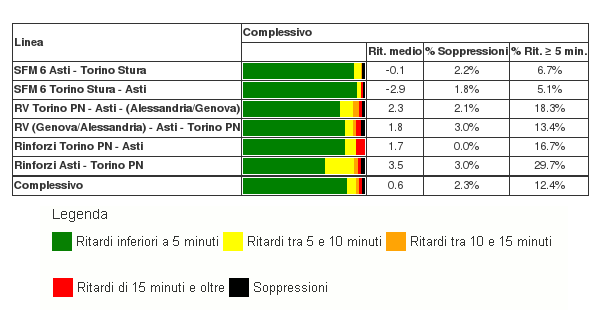 Linea Complessivo
Rit. medio % Soppressioni % Rit. ≥ 5 min.
SFM 6 Asti - Torino Stura -0.1 2.2% 6.7%
SFM 6 Torino Stura - Asti -2.9 1.8% 5.1%
RV Torino PN - Asti - (Alessandria/Genova) 2.3 2.1% 18.3%
RV (Genova/Alessandria) - Asti - Torino PN 1.8 3.0% 13.4%
Rinforzi Torino PN - Asti 1.7 0.0% 16.7%
Rinforzi Asti - Torino PN 3.5 3.0% 29.7%
Complessivo 0.6 2.3% 12.4%
Legenda
Ritardi inferiori a 5 minuti Ritardi tra 5 e 10 minuti Ritardi tra 10 e 15 minuti
Ritardi di 15 minuti e oltre Soppressioni